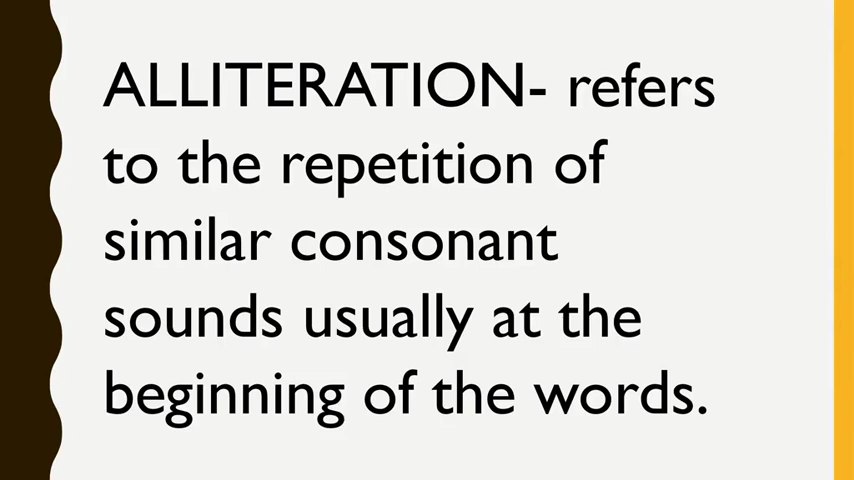 ALLITERATION- refers
to the repetition of
similar consonant
sounds usually at the
beginning of the words.